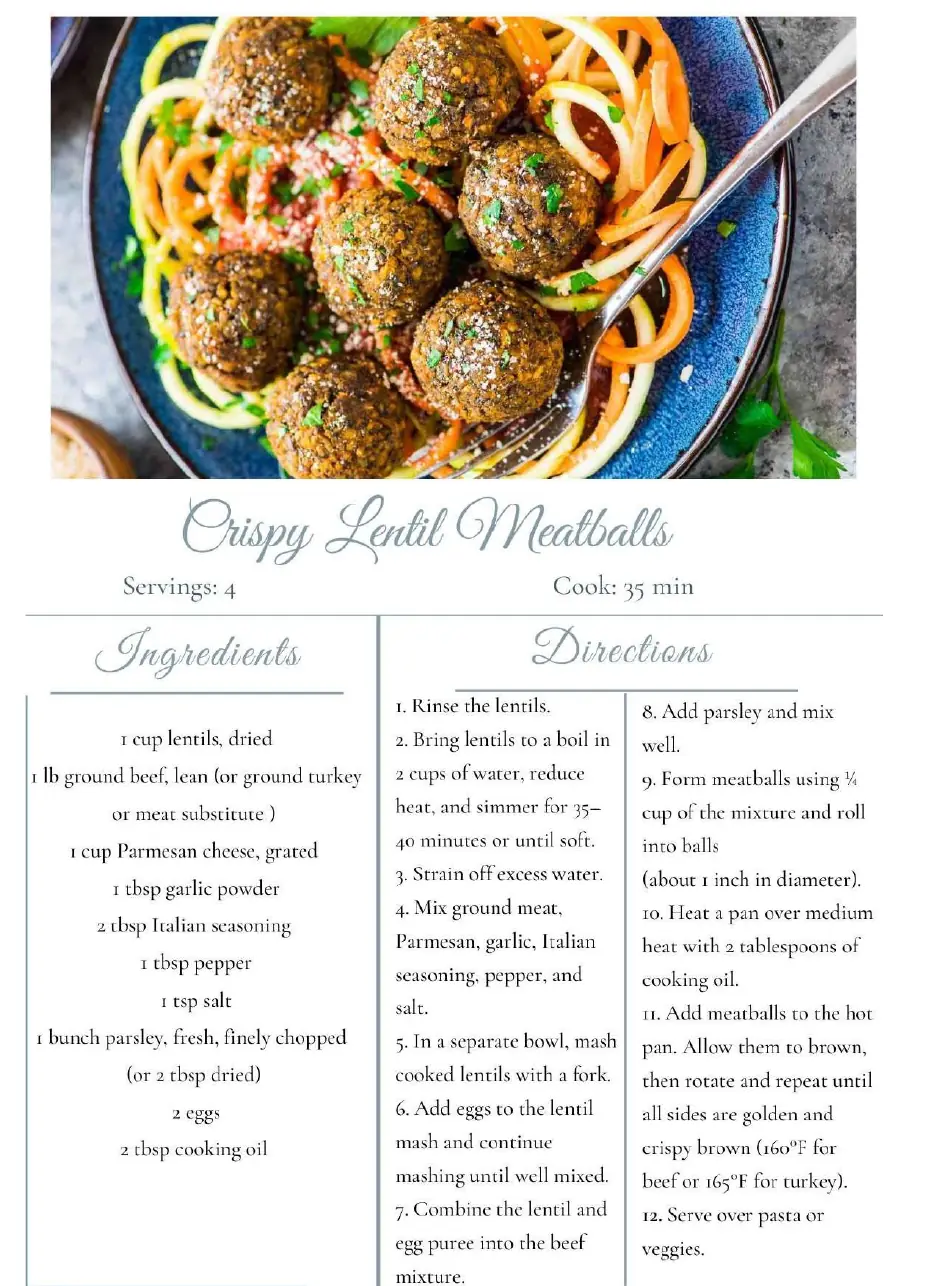 Crispy Lentil Meatballs
Servings: 4
Cook: 35 min
Ingredients
1 cup lentils, dried
1 lb ground beef, lean (or ground turkey
or meat substitute )
1 cup Parmesan cheese, grated
1 tbsp garlic powder
2 tbsp Italian seasoning
1 tbsp pepper
1 tsp salt
1 bunch parsley, fresh, finely chopped
(or 2 tbsp dried)
2 eggs
2 tbsp cooking oil
Directions
1. Rinse the lentils.
2. Bring lentils to a boil in
2 cups of water, reduce
heat, and simmer for 35–
40 minutes or until soft.
3. Strain off excess water.
4. Mix ground meat,
Parmesan, garlic, Italian
seasoning, pepper, and
salt.
5. In a separate bowl, mash
cooked lentils with a fork.
6. Add eggs to the lentil
mash and continue
mashing until well mixed.
7. Combine the lentil and
egg puree into the beef
mixture.
8. Add parsley and mix
well.
9. Form meatballs using ¼
cup of the mixture and roll
into balls
(about 1 inch in diameter).
10. Heat a pan over medium
heat with 2 tablespoons of
cooking oil.
11. Add meatballs to the hot
pan. Allow them to brown,
then rotate and repeat until
all sides are golden and
crispy brown (160°F for
beef or 165°F for turkey).
12. Serve over pasta or
veggies.